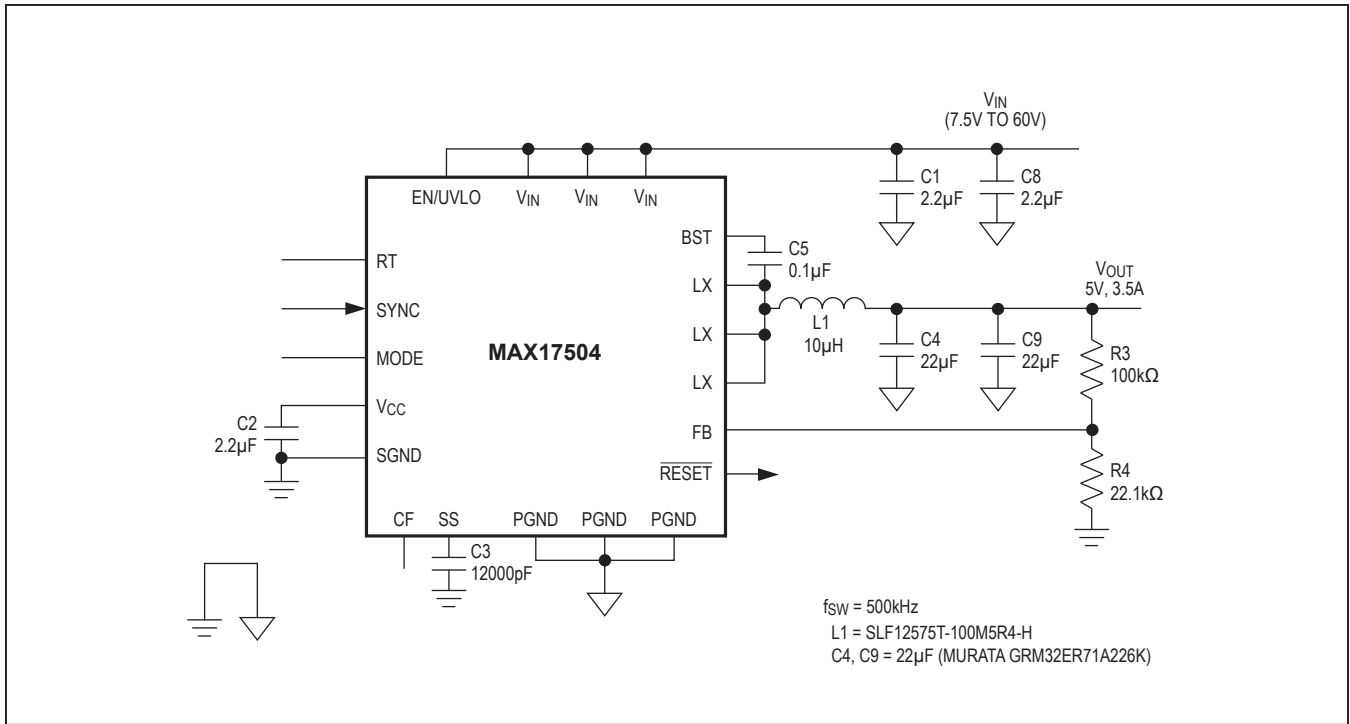 VIN
(7.5V TO 60V)
EN/UVLO
VIN
VIN
VIN
C1
2.2µF
C8
2.2µF
BST
C5
0.1µF
RT
LX
VOUT
5V, 3.5A
SYNC
L1
10µH
LX
C4
22µF
C9
22µF
R3
100kΩ
MODE
MAX17504
LX
VCC
C2
2.2µF
FB
SGND
RESET
R4
22.1kΩ
CF
SS
PGND
PGND
PGND
C3
12000pF
fSW = 500kHz
L1 = SLF12575T-100M5R4-H
C4, C9 = 22µF (MURATA GRM32ER71A226K)